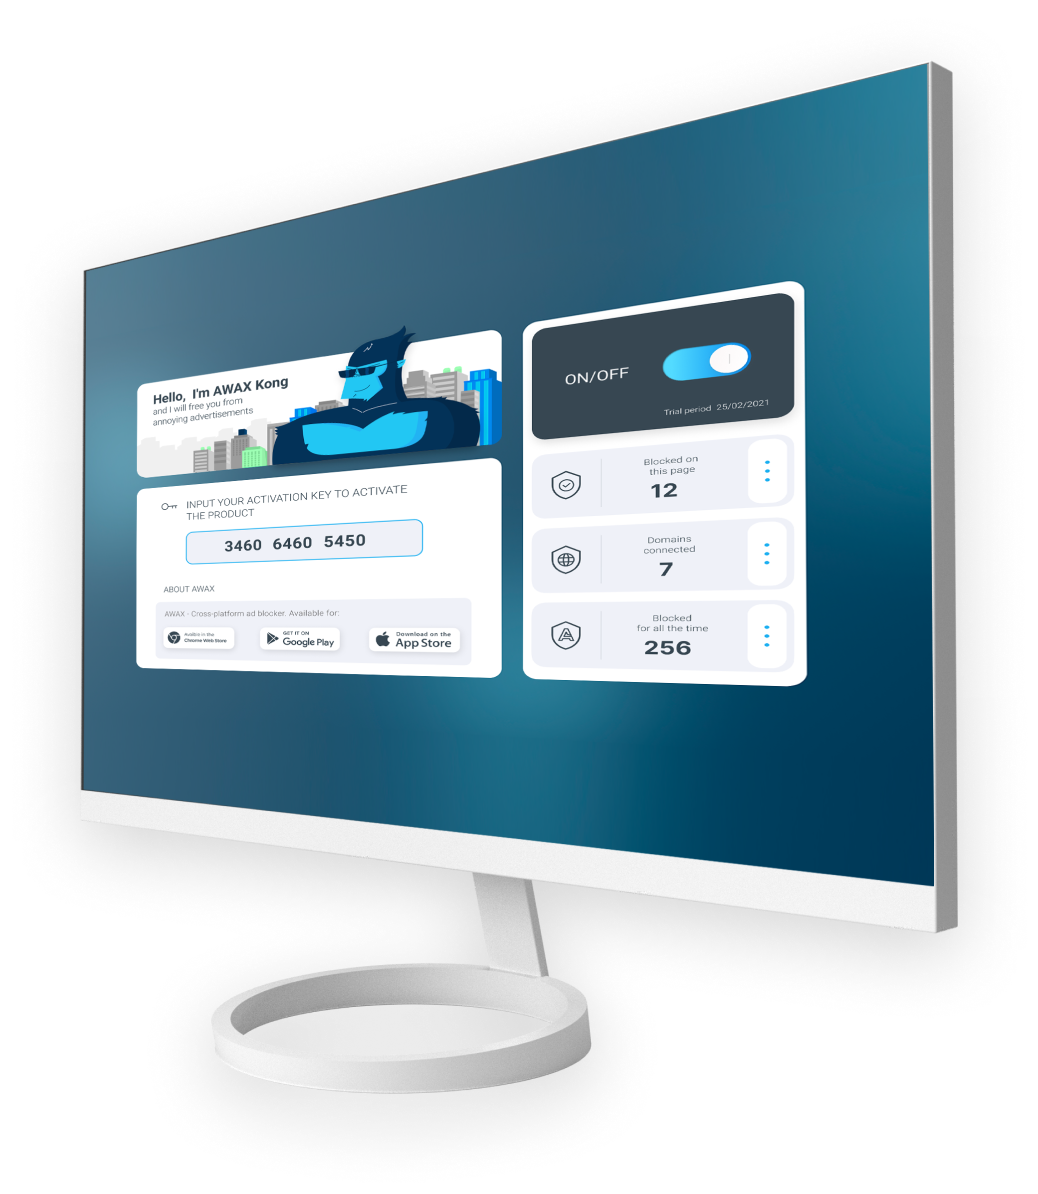 Hello, I'm AWAX Kong
and I will free you from
annoying advertisements
INPUT YOUR ACTIVATION KEY TO ACTIVATE
THE PRODUCT
3460 6460 5450
ABOUT AWAX
AWAX - Cross-platform ad blocker. Available for:
Available in the
Chrome Web Store
GET IT ON
Google Play
Download on the
App Store
ON/OFF
Trial period 25/02/2021
Blocked on
this page
12
Domains
connected
7
Blocked
for all the time
256